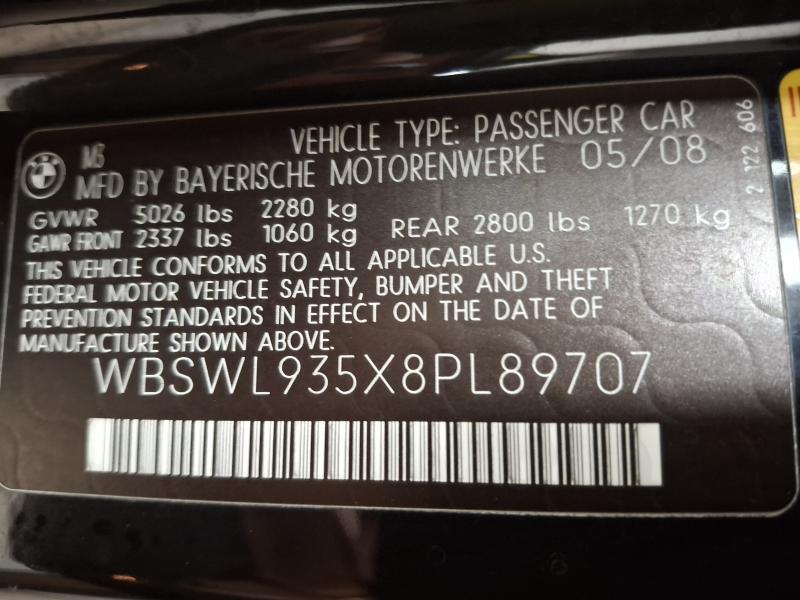 M3
VEHICLE TYPE: PASSENGER CAR
MFD BY BAYERISCHE MOTORENWERKE 05/08
GVWR 5026 lbs 2280 kg
GAWR FRONT 2337 lbs 1060 kg REAR 2800 lbs 1270 kg
THIS VEHICLE CONFORMS TO ALL APPLICABLE U.S.
FEDERAL MOTOR VEHICLE SAFETY, BUMPER AND THEFT
PREVENTION STANDARDS IN EFFECT ON THE DATE OF
MANUFACTURE SHOWN ABOVE.
WBSWL935X8PL89707
2 122 606